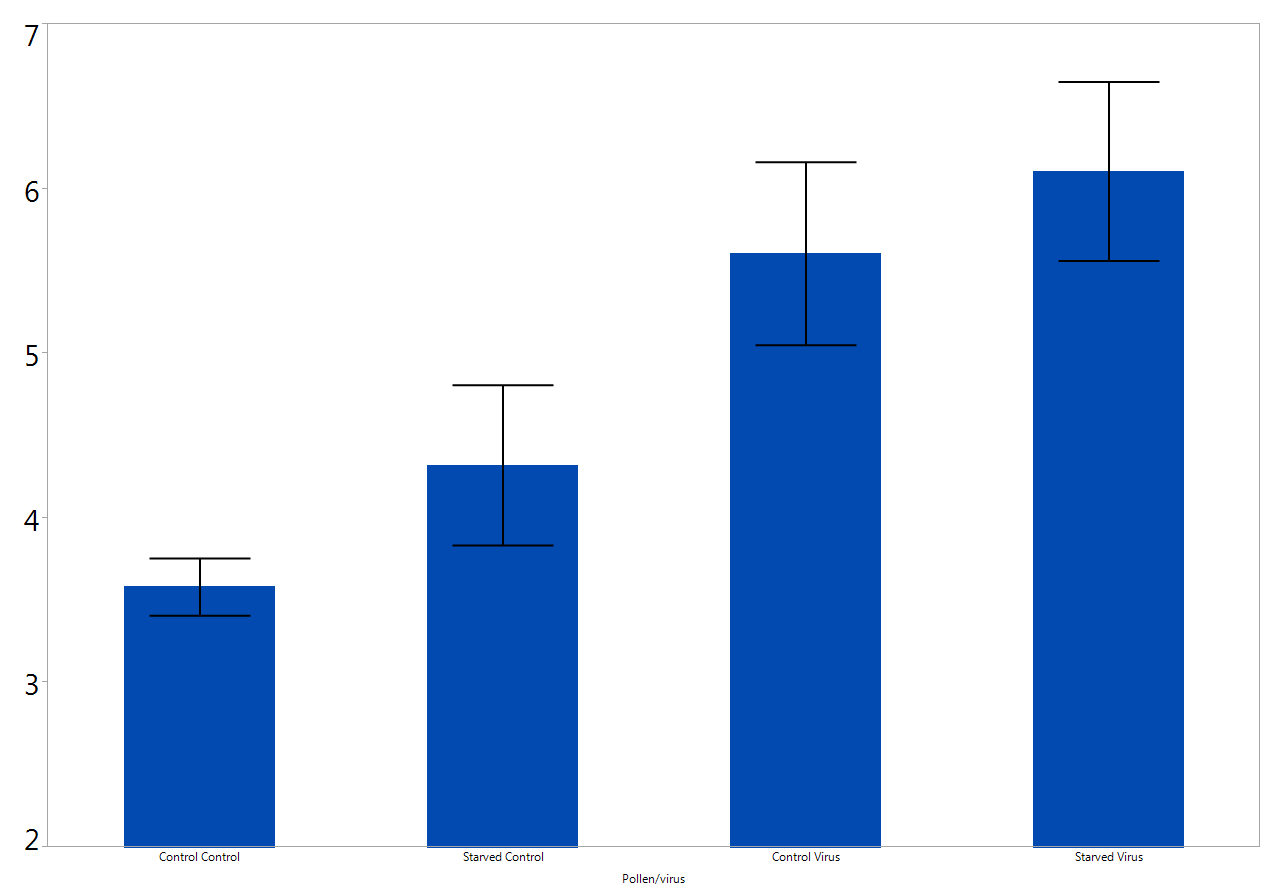 7
6
5
4
3
2
Control Control
Starved Control
Control Virus
Starved Virus
Pollen/virus